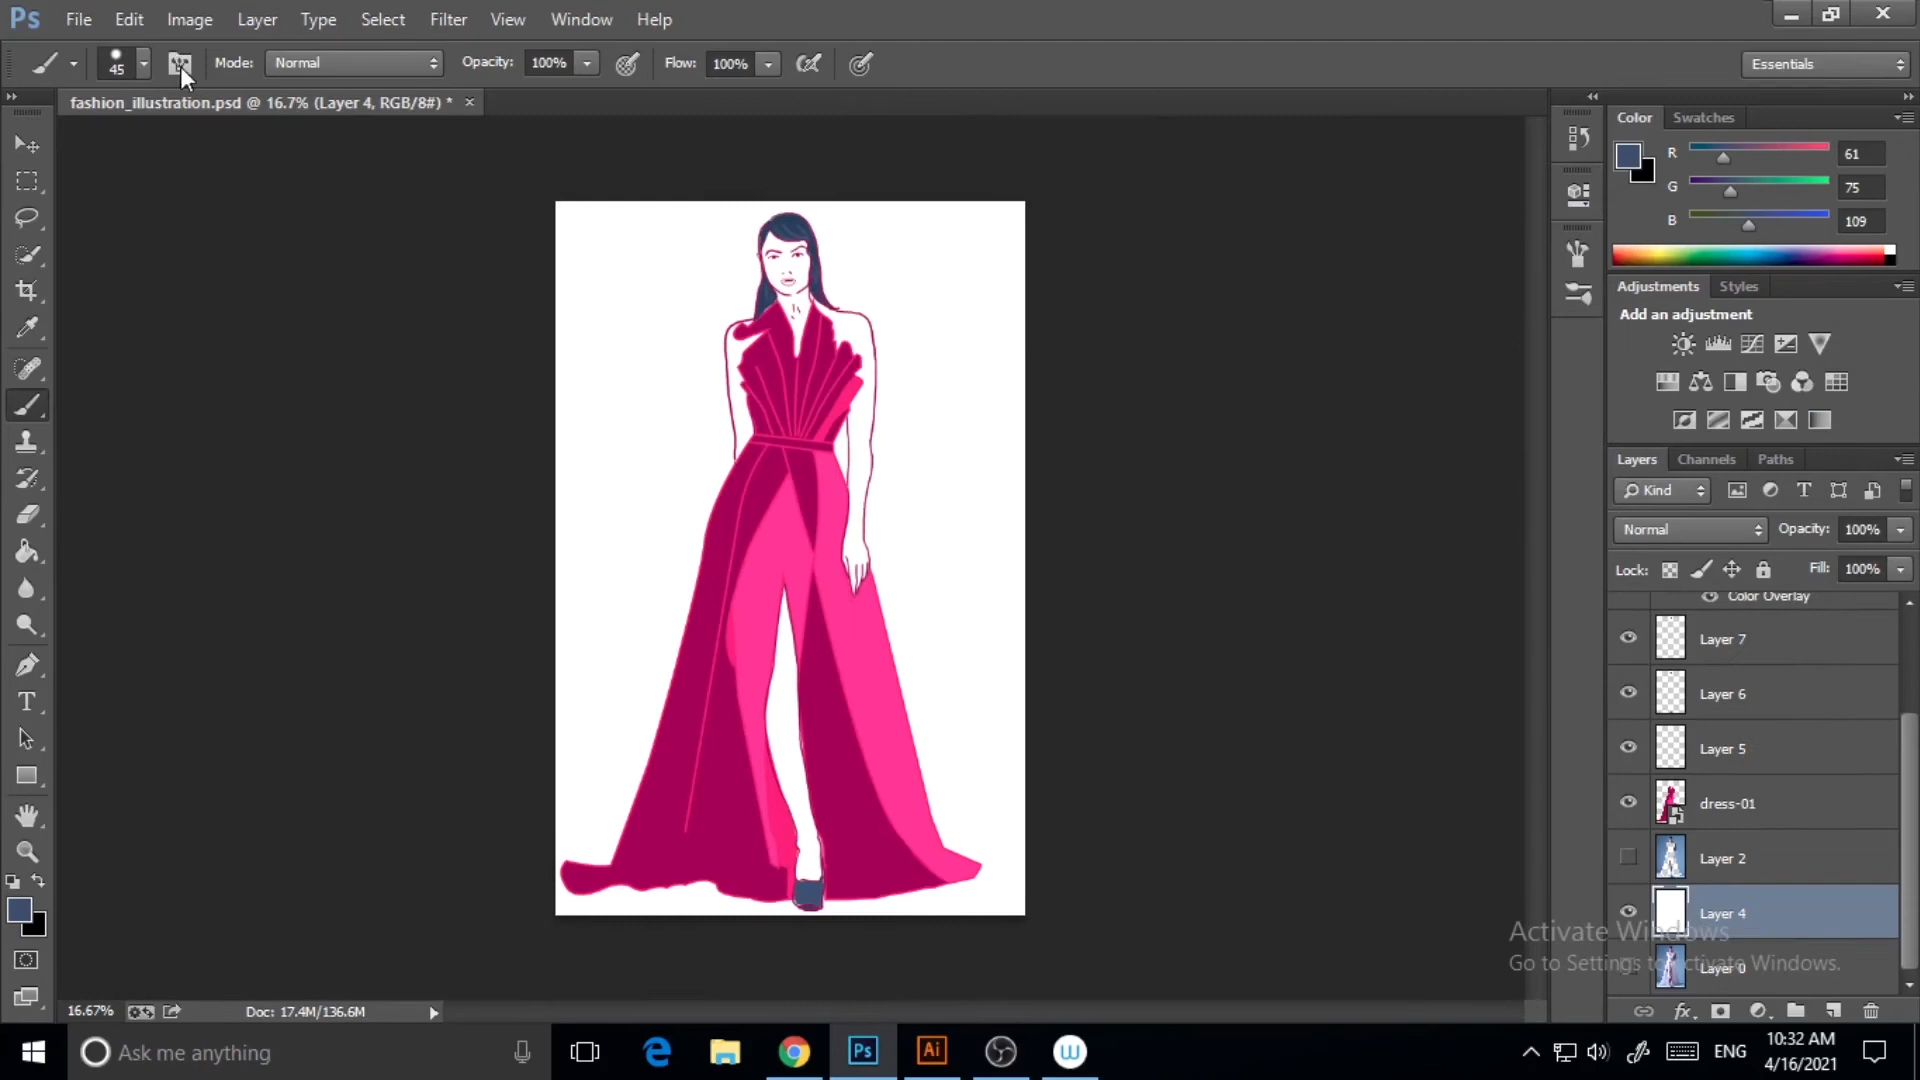 Ps File Edit Image Layer Type Select Filter View Window Help
45 Mode: Normal Opacity: 100% Flow: 100% Essentials
fashion_illustration.psd @ 16.7% (Layer 4, RGB/8#) * ×
Color Swatches
R 61
G 75
B 109
Adjustments Styles
Add an adjustment
Layers Channels Paths
Kind
Normal Opacity: 100%
Lock: Fill: 100%
Color Overlay
Layer 7
Layer 6
Layer 5
dress-01
Layer 2
Layer 4
Layer 0
Activate Windows
Go to Settings to activate Windows.
16.67% Doc: 17.4M/136.6M
Ask me anything
Ps Ai
ENG
10:32 AM
4/16/2021